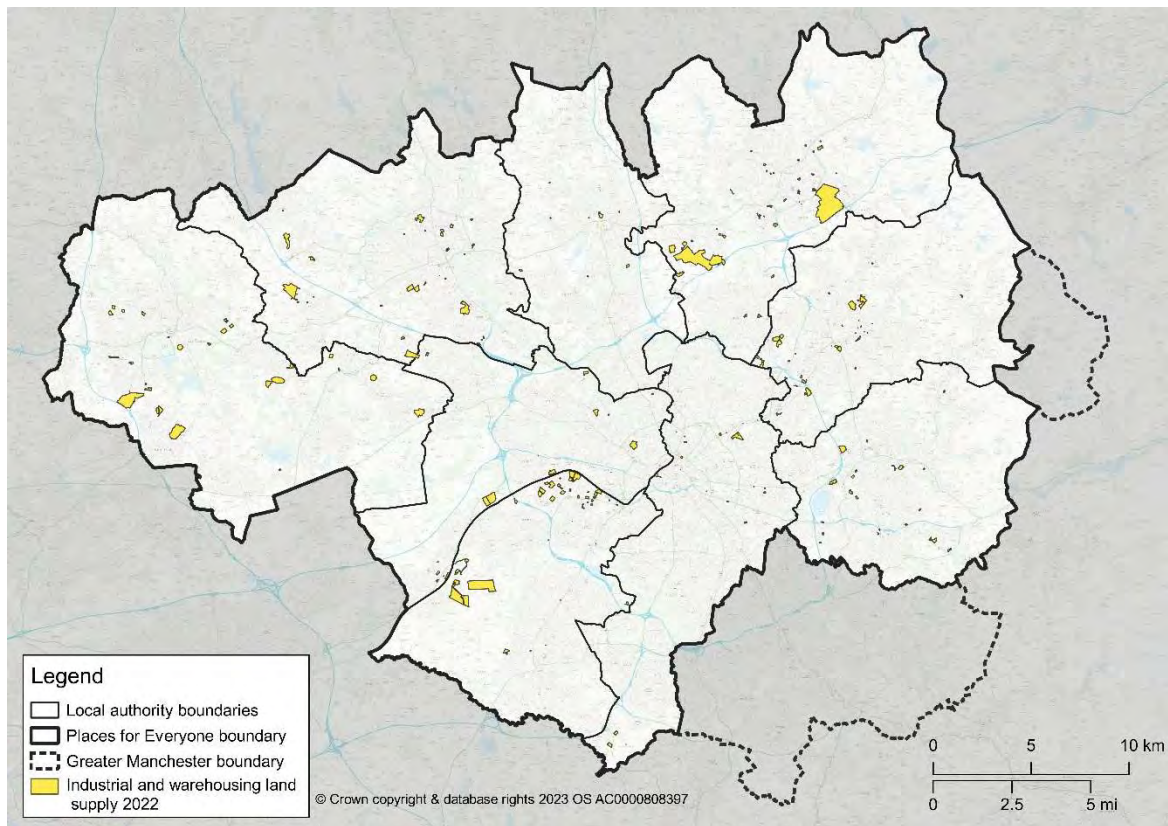 Legend
Local authority boundaries
Places for Everyone boundary
Greater Manchester boundary
Industrial and warehousing land
supply 2022
© Crown copyright & database rights 2023 OS AC0000808397
0 5 10 km
0 2.5 5 mi